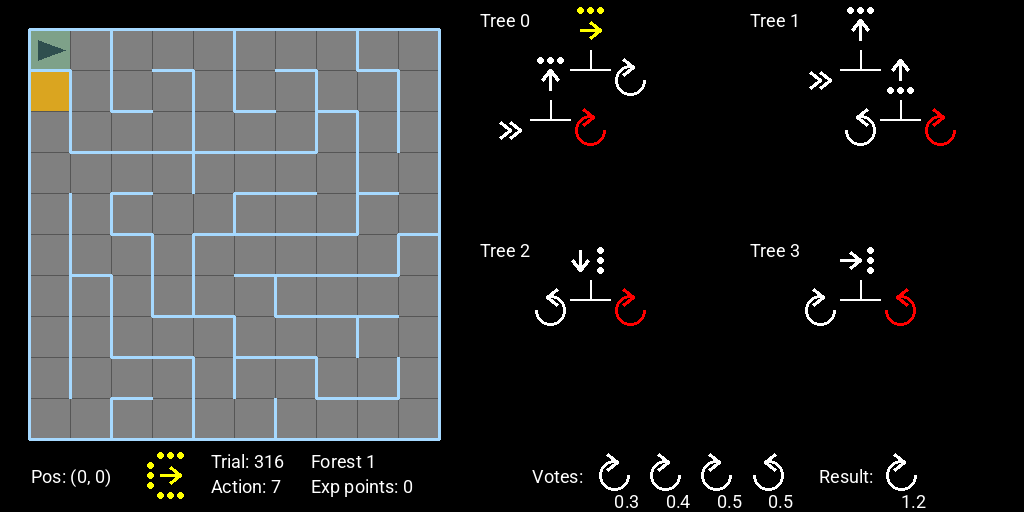 Tree 0
Tree 1
Tree 2
Tree 3
Pos: (0, 0)
Trial: 316
Forest 1
Action: 7
Exp points: 0
Votes:
0.3
0.4
0.5
0.5
Result:
1.2